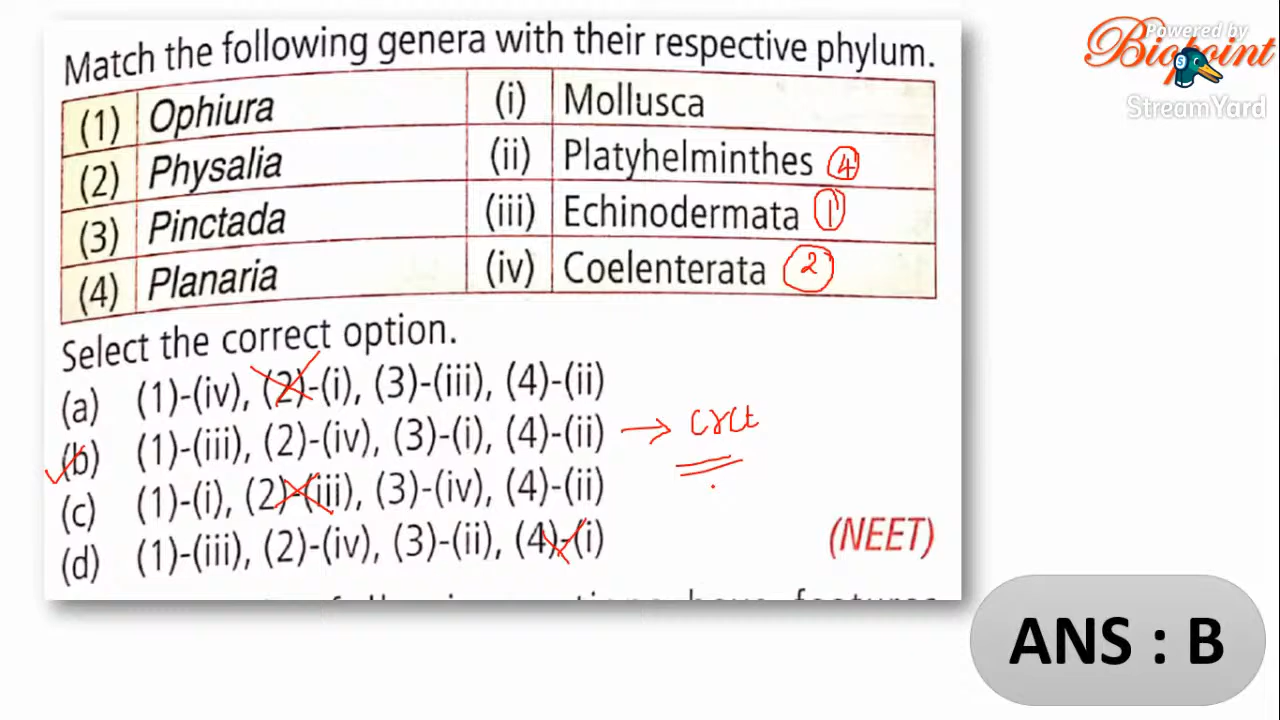 Match the following genera with their respective phylum.
(1) Ophiura (i) Mollusca
(2) Physalia (ii) Platyhelminthes 4
(3) Pinctada (iii) Echinodermata 1
(4) Planaria (iv) Coelenterata 2
Select the correct option.
(a) (1)-(iv), (2)-(i), (3)-(iii), (4)-(ii)
(b) (1)-(iii), (2)-(iv), (3)-(i), (4)-(ii) → crct
(c) (1)-(i), (2)-(iii), (3)-(iv), (4)-(ii)
(d) (1)-(iii), (2)-(iv), (3)-(ii), (4)-(i)
(NEET)
ANS : B
Powered by
Biopoint
S
StreamYard